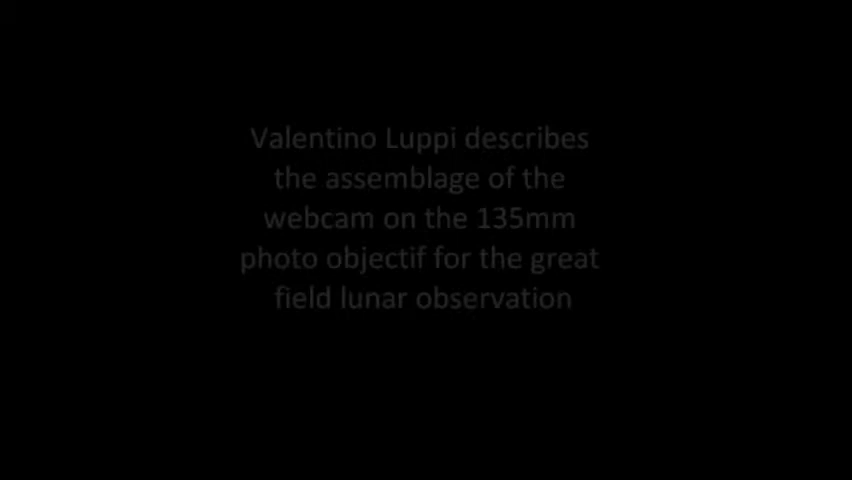 Valentino Luppi describes
the assemblage of the
webcam on the 135mm
photo objectif for the great
field lunar observation